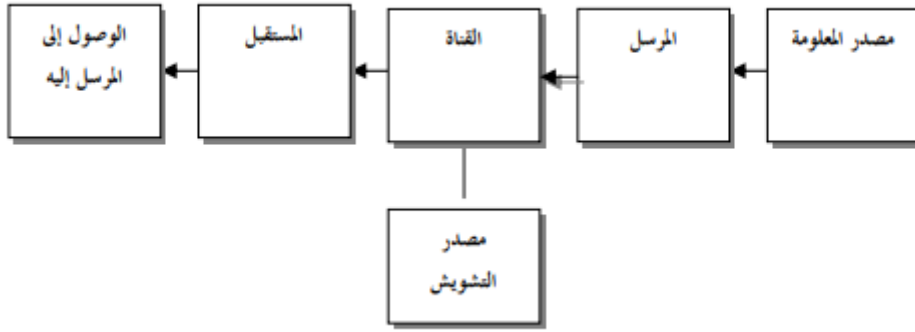 مصدر المعلومة
المرسل
القناة
المستقبل
الوصول إلى
المرسل إليه
مصدر
التشويش